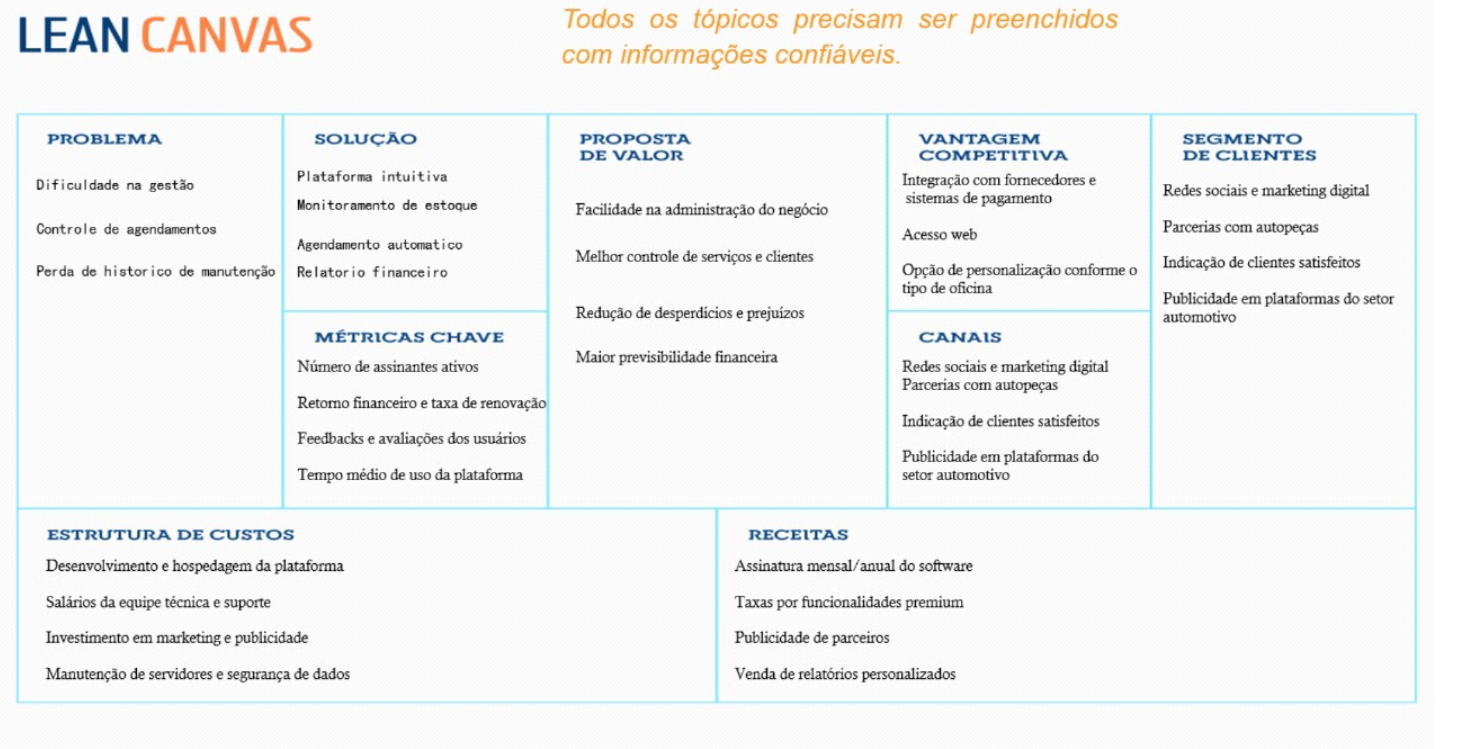 LEAN CANVAS
Todos os tópicos precisam ser preenchidos
com informações confiáveis.
PROBLEMA
Dificuldade na gestão
Controle de agendamentos
Perda de historico de manutenção
SOLUÇÃO
Plataforma intuitiva
Monitoramento de estoque
Agendamento automatico
Relatorio financeiro
MÉTRICAS CHAVE
Número de assinantes ativos
Retorno financeiro e taxa de renovação
Feedbacks e avaliações dos usuários
Tempo médio de uso da plataforma
PROPOSTA
DE VALOR
Facilidade na administração do negócio
Melhor controle de serviços e clientes
Redução de desperdícios e prejuízos
Maior previsibilidade financeira
VANTAGEM
COMPETITIVA
Integração com fornecedores e
sistemas de pagamento
Acesso web
Opção de personalização conforme o
tipo de oficina
CANAIS
Redes sociais e marketing digital
Parcerias com autopeças
Indicação de clientes satisfeitos
Publicidade em plataformas do
setor automotivo
SEGMENTO
DE CLIENTES
Redes sociais e marketing digital
Parcerias com autopeças
Indicação de clientes satisfeitos
Publicidade em plataformas do setor
automotivo
ESTRUTURA DE CUSTOS
Desenvolvimento e hospedagem da plataforma
Salários da equipe técnica e suporte
Investimento em marketing e publicidade
Manutenção de servidores e segurança de dados
RECEITAS
Assinatura mensal/anual do software
Taxas por funcionalidades premium
Publicidade de parceiros
Venda de relatórios personalizados